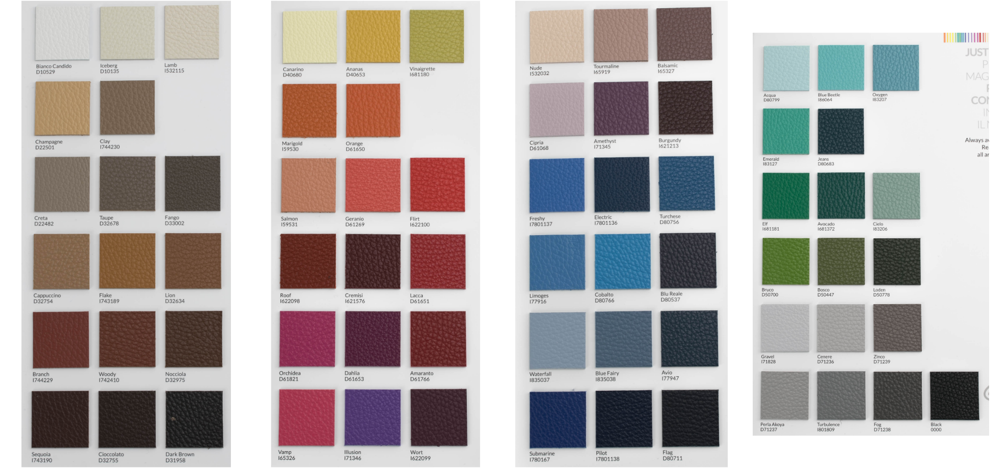 Bianco Candido
D10529
Iceberg
D10135
Lamb
I532115
Champagne
D22501
Clay
I744230
Creta
D22482
Taupe
D32678
Fango
D33002
Cappuccino
D32754
Flake
I743189
Lion
D32634
Branch
I744229
Woody
I742410
Nocciola
D32975
Sequoia
I743190
Cioccolato
D32755
Dark Brown
D31958
Canarino
D40680
Ananas
D40653
Vinaigrette
I681180
Marigold
I59530
Orange
D61650
Salmon
I59531
Geranio
D61269
Flirt
I622100
Roof
I622098
Cremisi
I621576
Lacca
D61651
Orchidea
D61821
Dahlia
D61653
Amaranto
D61766
Vamp
I65326
Illusion
I71346
Wort
I622099
Nude
I532032
Tourmaline
I65919
Balsamic
I65327
Cipria
D61068
Amethyst
I71345
Burgundy
I621213
Freshy
I7801137
Electric
I7801136
Turchese
D80756
Limoges
I77916
Cobalto
D80766
Blu Reale
D80537
Waterfall
I835037
Blue Fairy
I835038
Avio
I77947
Submarine
I780167
Pilot
I7801138
Flag
D80711
Acqua
D80799
Blue Beetle
I86064
Oxygen
I83207
Emerald
I83127
Jeans
D80683
Elf
I681181
Avocado
I681372
Cielo
I83206
Bruco
D50700
Bosco
D50447
Loden
D50778
Gravel
I71828
Cenere
D71236
Zinco
D71239
Perla Akoya
D71237
Turbulence
I801809
Fog
D71238
Black
0000
JUST
P
MAG
CON
IN
IL
Always av
Re
all ar